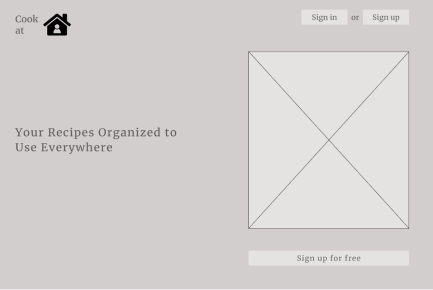 Cook
at
Sign in or Sign up
Your Recipes Organized to
Use Everywhere
Sign up for free